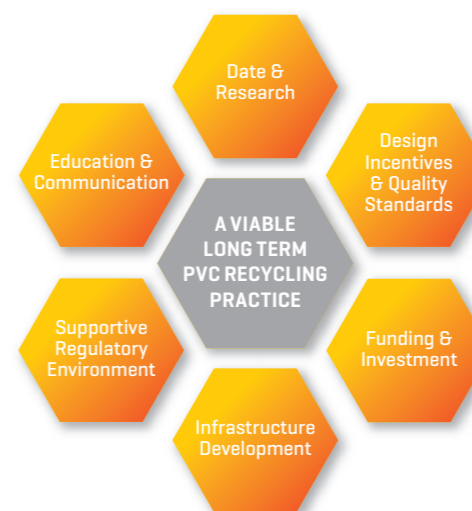 Date &
Research
Education &
Communication
Design
Incentives
& Quality
Standards
A VIABLE
LONG TERM
PVC RECYCLING
PRACTICE
Supportive
Regulatory
Environment
Funding &
Investment
Infrastructure
Development